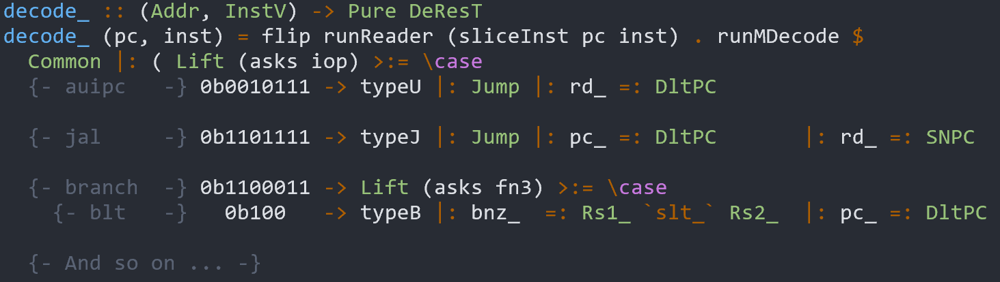 decode_ :: (Addr, InstV) -> Pure DeResT
decode_ (pc, inst) = flip runReader (sliceInst pc inst) . runMDecode $
  Common |: ( Lift (asks iop) >:= \case
  {- auipc   -} 0b0010111 -> typeU |: Jump |: rd_ =: DltPC
  {- jal     -} 0b1101111 -> typeJ |: Jump |: pc_ =: DltPC       |: rd_ =: SNPC
  {- branch  -} 0b1100011 -> Lift (asks fn3) >:= \case
    {- blt   -}   0b100   -> typeB |: bnz_  =: Rs1_ `slt_` Rs2_  |: pc_ =: DltPC
  {- And so on ... -}